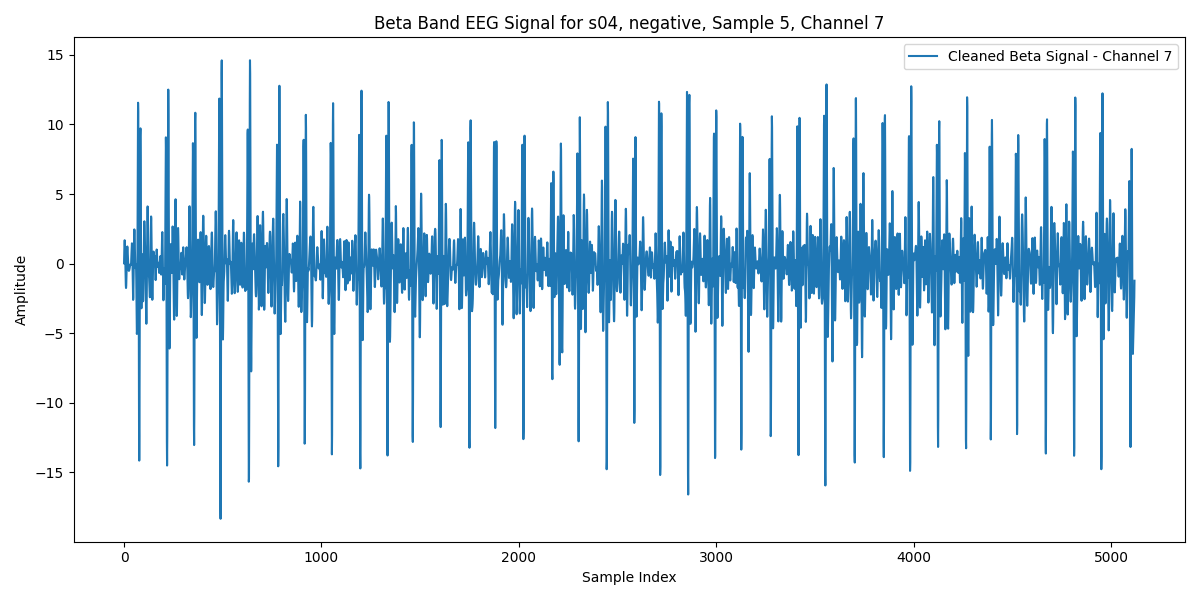 Beta Band EEG Signal for s04, negative, Sample 5, Channel 7
Cleaned Beta Signal - Channel 7
Amplitude
15
10
5
0
−5
−10
−15
0 1000 2000 3000 4000 5000
Sample Index